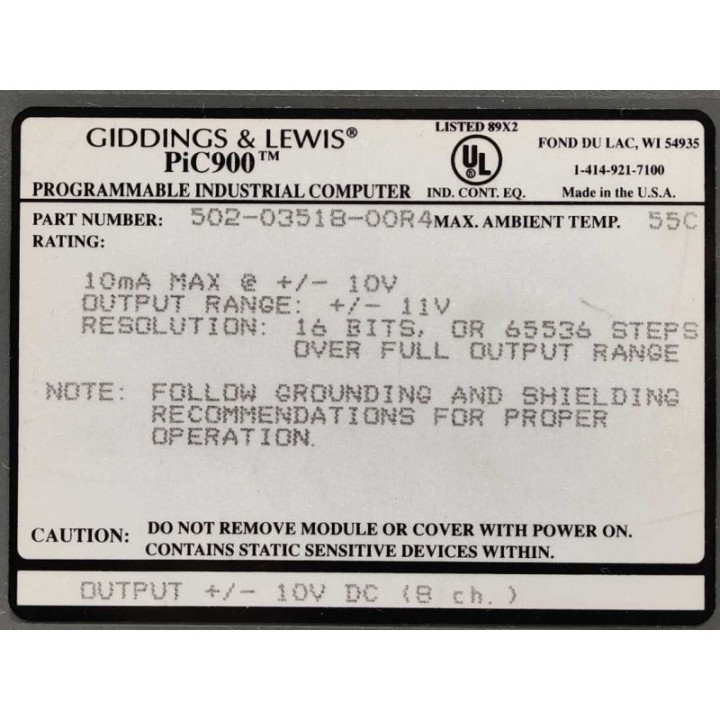 GIDDINGS & LEWIS®
PiC900™
PROGRAMMABLE INDUSTRIAL COMPUTER
LISTED 89X2
UL
IND. CONT. EQ.
FOND DU LAC, WI 54935
1-414-921-7100
Made in the U.S.A.
PART NUMBER: 502-03518-00R4 MAX. AMBIENT TEMP. 55C
RATING:
10mA MAX @ +/- 10V
OUTPUT RANGE: +/- 11V
RESOLUTION: 16 BITS, OR 65536 STEPS
OVER FULL OUTPUT RANGE
NOTE: FOLLOW GROUNDING AND SHIELDING
RECOMMENDATIONS FOR PROPER
OPERATION.
CAUTION: DO NOT REMOVE MODULE OR COVER WITH POWER ON.
CONTAINS STATIC SENSITIVE DEVICES WITHIN.
OUTPUT +/- 10V DC (8 ch.)